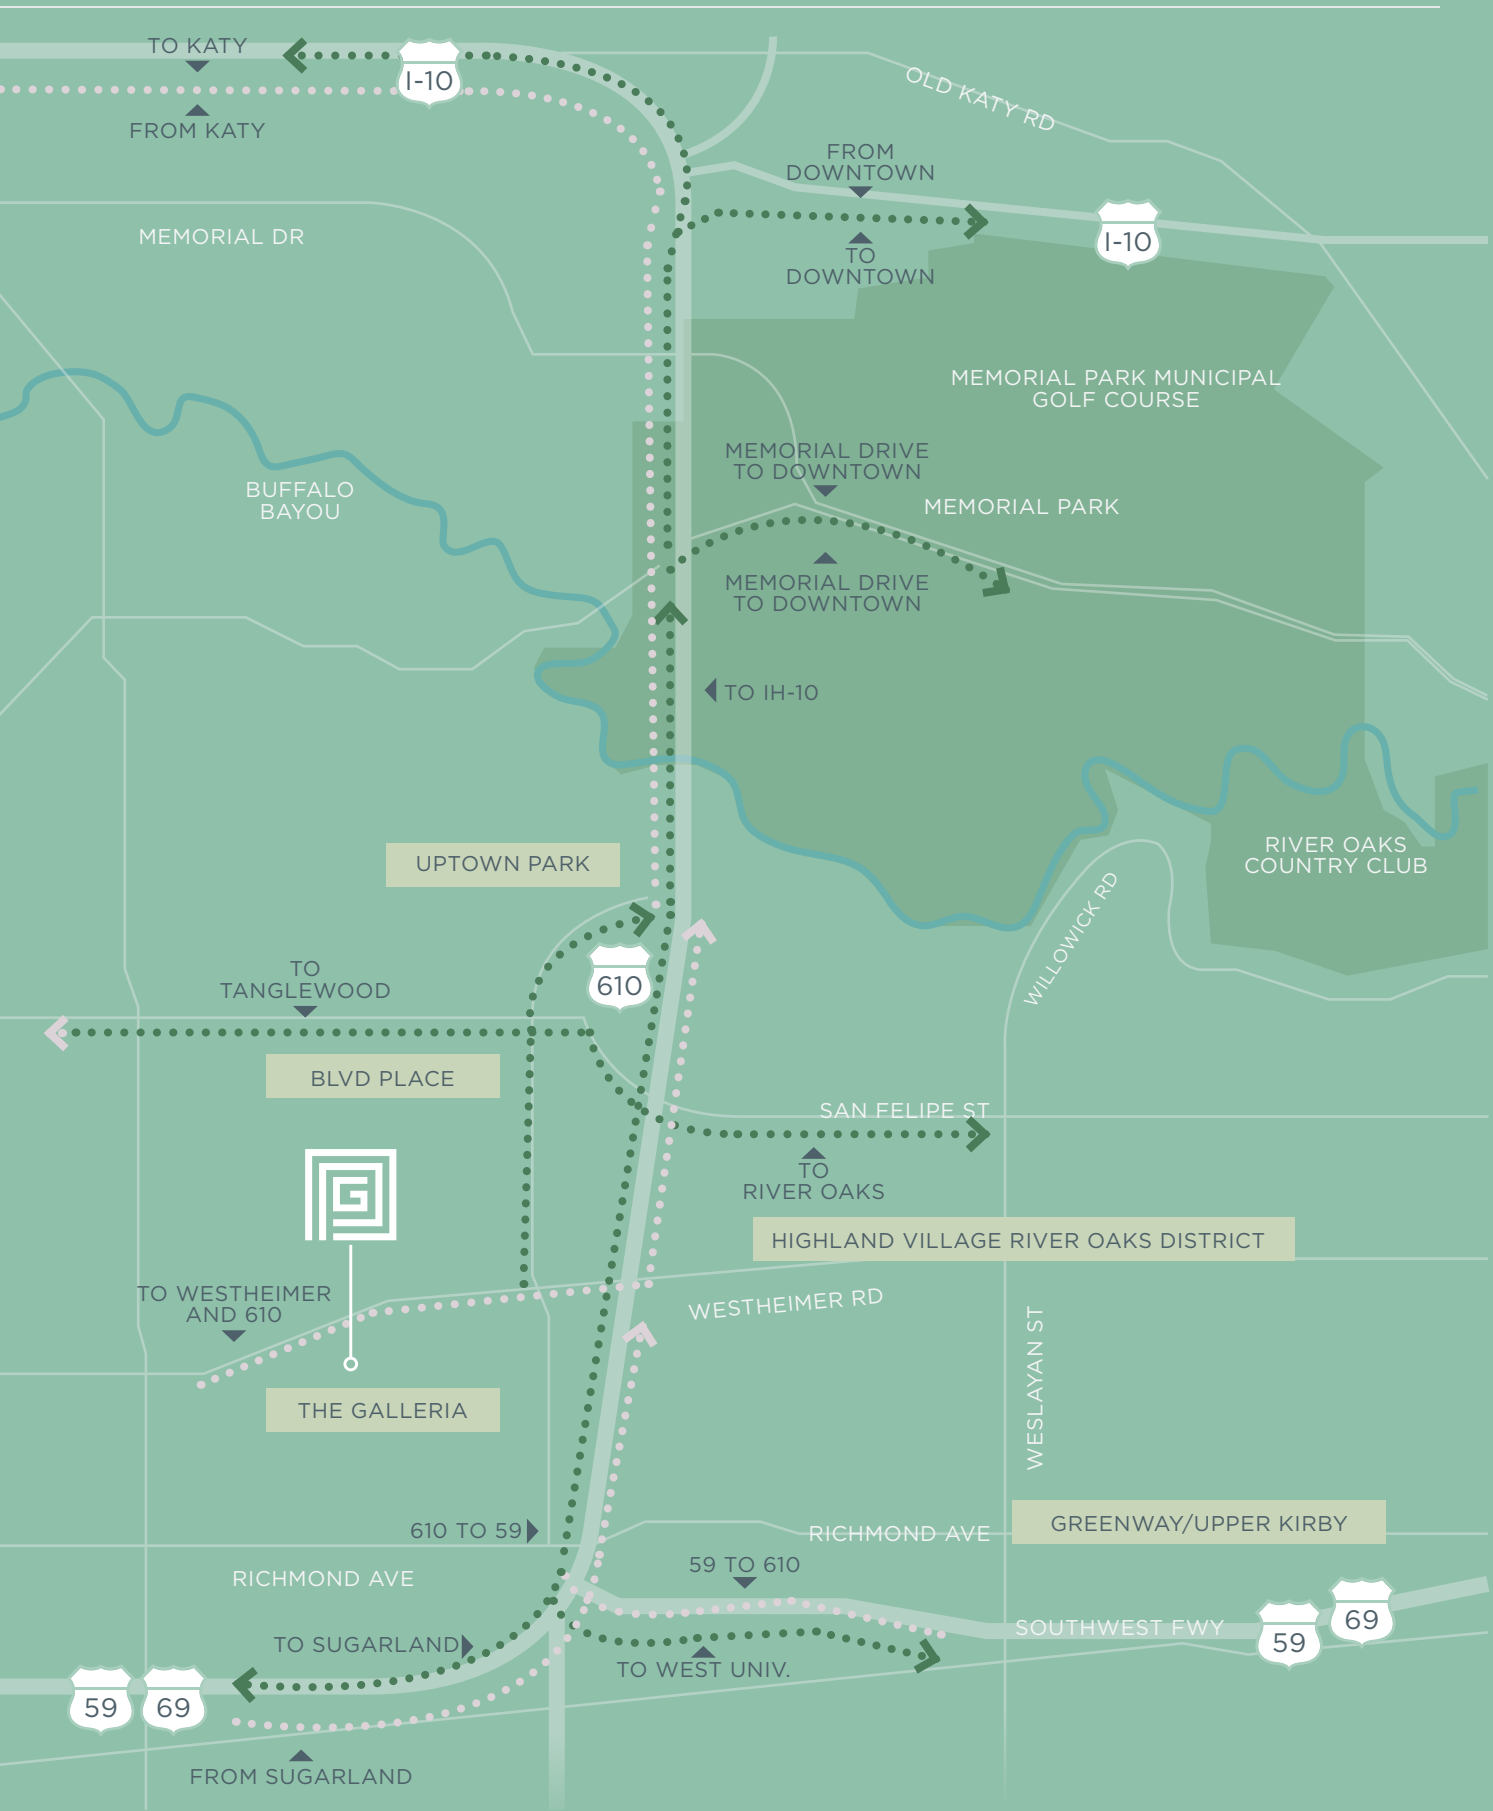 TO KATY
I-10
FROM KATY
OLD KATY RD
FROM
DOWNTOWN
I-10
TO
DOWNTOWN
MEMORIAL DR
MEMORIAL PARK MUNICIPAL
GOLF COURSE
MEMORIAL DRIVE
TO DOWNTOWN
BUFFALO
BAYOU
MEMORIAL PARK
MEMORIAL DRIVE
TO DOWNTOWN
TO IH-10
UPTOWN PARK
RIVER OAKS
COUNTRY CLUB
WILLOWICK RD
610
TO
TANGLEWOOD
BLVD PLACE
SAN FELIPE ST
TO
RIVER OAKS
HIGHLAND VILLAGE RIVER OAKS DISTRICT
TO WESTHEIMER
AND 610
WESTHEIMER RD
WESLAYAN ST
THE GALLERIA
610 TO 59
RICHMOND AVE
GREENWAY/UPPER KIRBY
59 TO 610
RICHMOND AVE
SOUTHWEST FWY
59
69
TO SUGARLAND
TO WEST UNIV.
59
69
FROM SUGARLAND